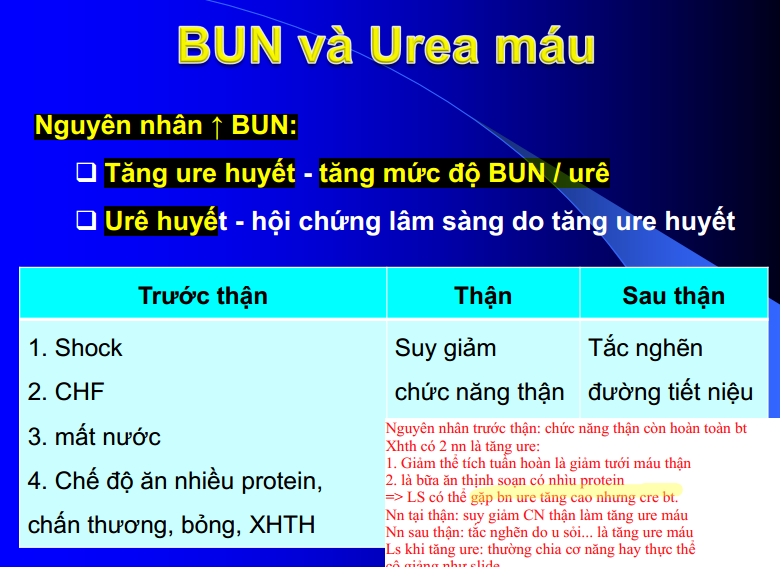 BUN và Urea máu
Nguyên nhân ↑ BUN:
❑ Tăng ure huyết - tăng mức độ BUN / urê
❑ Urê huyết - hội chứng lâm sàng do tăng ure huyết
Trước thận
Thận
Sau thận
1. Shock
2. CHF
3. mất nước
4. Chế độ ăn nhiều protein,
chấn thương, bỏng, XHTH
Suy giảm
chức năng thận
Tắc nghẽn
đường tiết niệu
Nguyên nhân trước thận: chức năng thận còn hoàn toàn bt
Xhth có 2 nn là tăng ure:
1. Giảm thể tích tuần hoàn là giảm tưới máu thận
2. là bữa ăn thịnh soạn có nhìu protein
=> LS có thể gặp bn ure tăng cao nhưng cre bt.
Nn tại thận: suy giảm CN thận làm tăng ure máu
Nn sau thận: tắc nghẽn do u sỏi... là tăng ure máu
Ls khi tăng ure: thường chia cơ năng hay thực thể
cô giảng như slide